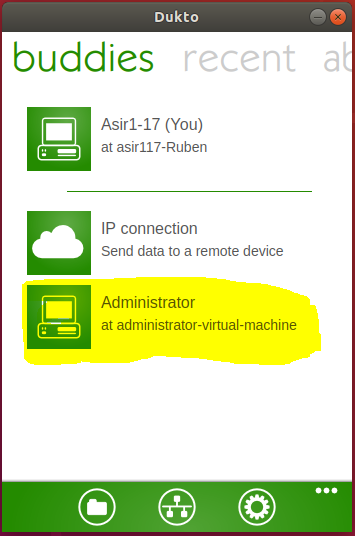 Dukto
buddies recent ab
Asir1-17 (You)
at asir117-Ruben
IP connection
Send data to a remote device
Administrator
at administrator-virtual-machine